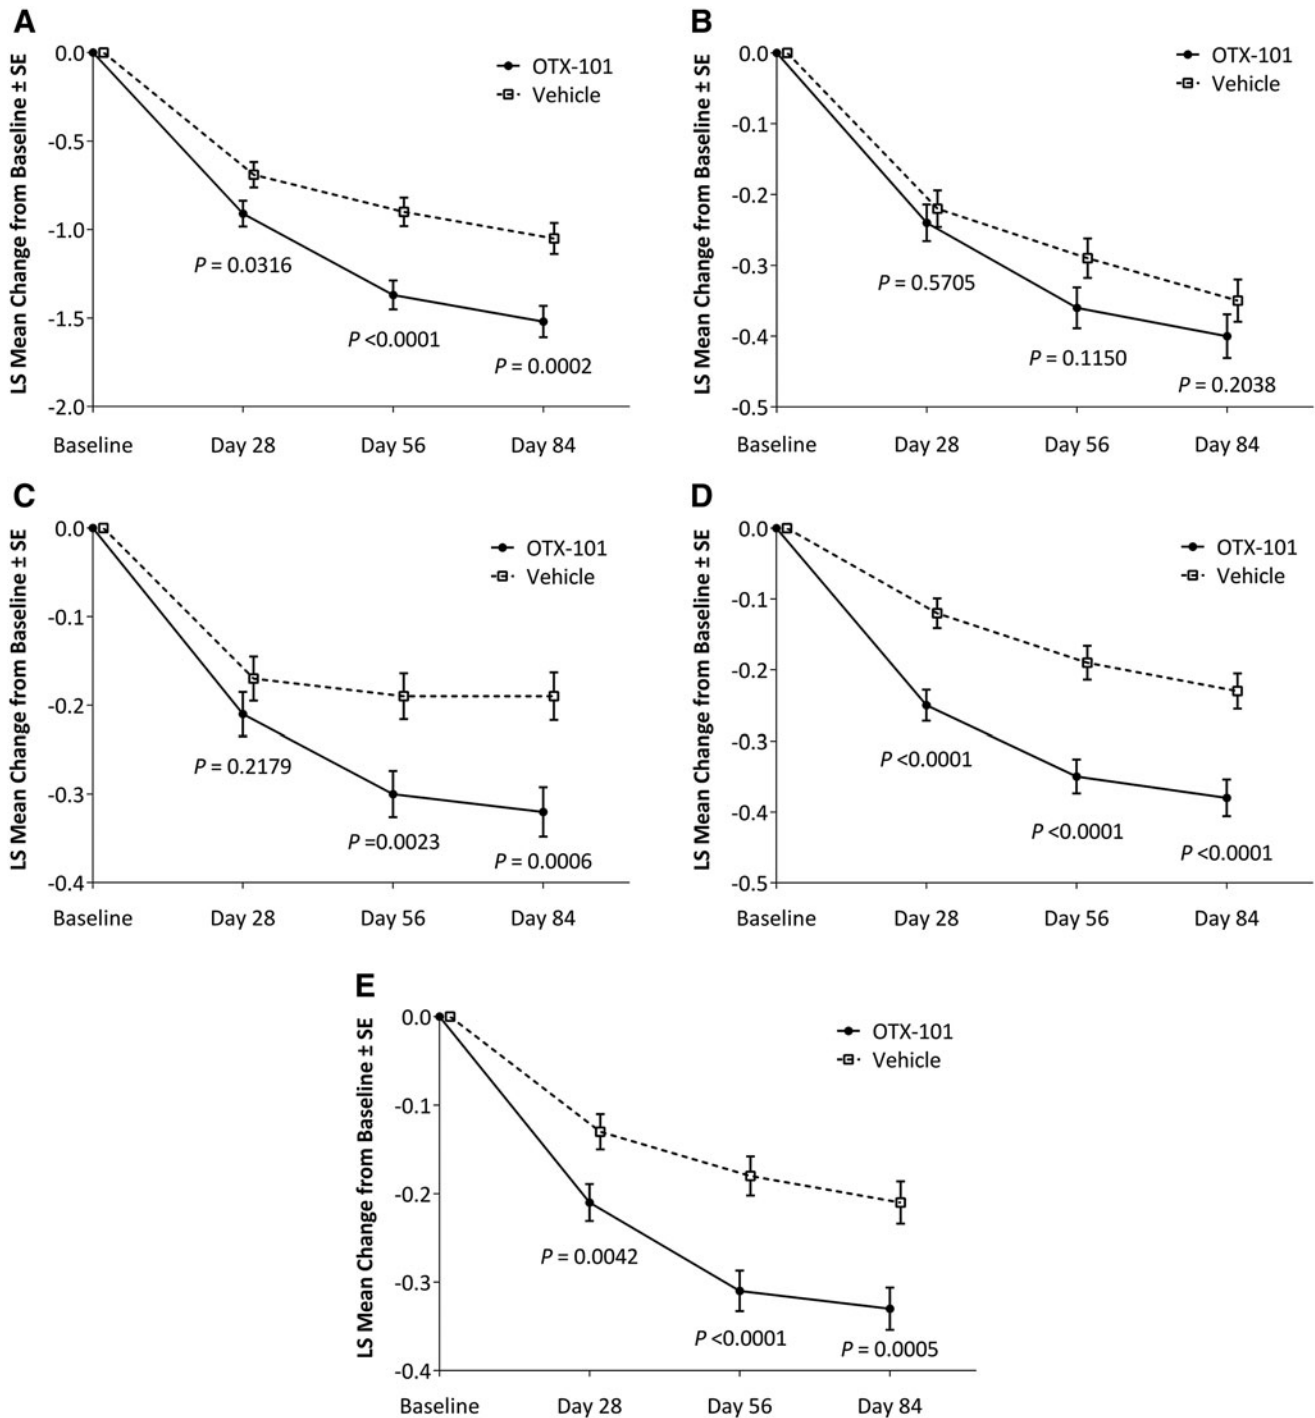 A
LS Mean Change from Baseline ± SE
0.0
-0.5
-1.0
-1.5
-2.0
OTX-101
Vehicle
P = 0.0316
P <0.0001
P = 0.0002
Baseline Day 28 Day 56 Day 84
B
LS Mean Change from Baseline ± SE
0.0
-0.1
-0.2
-0.3
-0.4
-0.5
OTX-101
Vehicle
P = 0.5705
P = 0.1150
P = 0.2038
Baseline Day 28 Day 56 Day 84
C
LS Mean Change from Baseline ± SE
0.0
-0.1
-0.2
-0.3
-0.4
OTX-101
Vehicle
P = 0.2179
P =0.0023
P = 0.0006
Baseline Day 28 Day 56 Day 84
D
LS Mean Change from Baseline ± SE
0.0
-0.1
-0.2
-0.3
-0.4
-0.5
OTX-101
Vehicle
P <0.0001
P <0.0001
P <0.0001
Baseline Day 28 Day 56 Day 84
E
LS Mean Change from Baseline ± SE
0.0
-0.1
-0.2
-0.3
-0.4
OTX-101
Vehicle
P = 0.0042
P <0.0001
P = 0.0005
Baseline Day 28 Day 56 Day 84